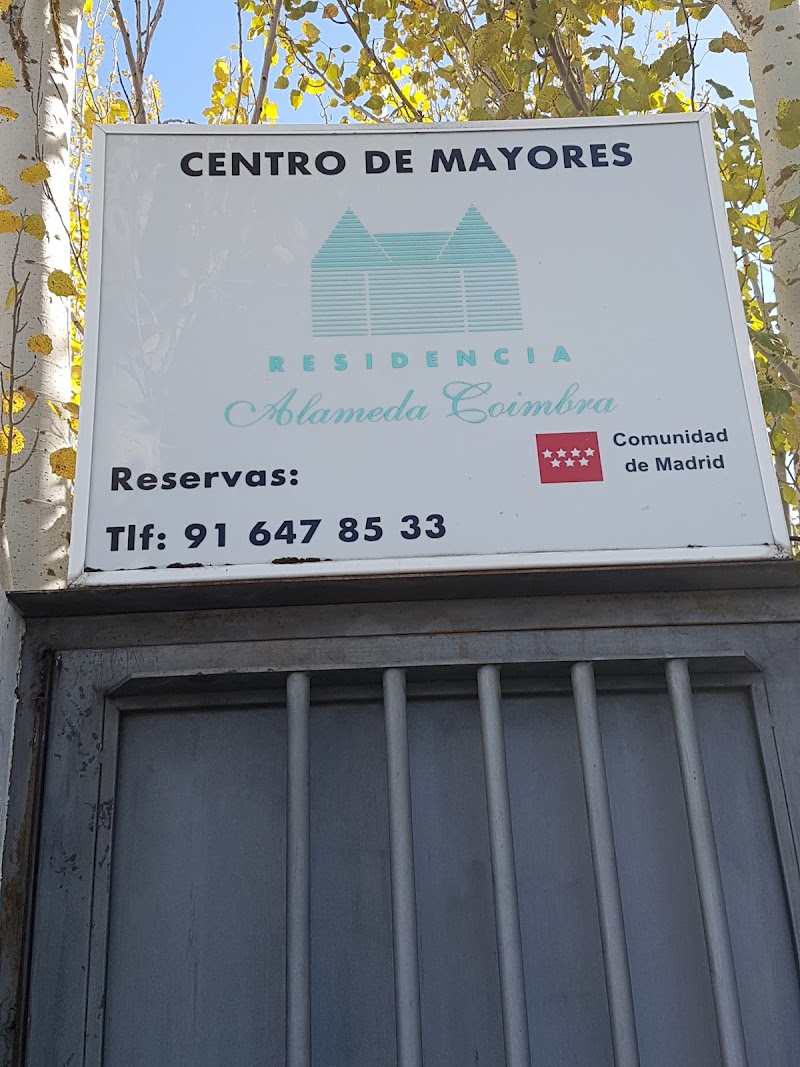 CENTRO DE MAYORES
RESIDENCIA
Alameda Coimbra
Comunidad
de Madrid
Reservas:
Tlf: 91 647 85 33